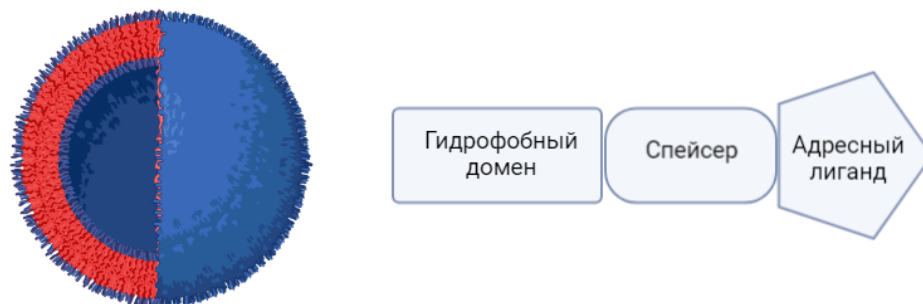 Гидрофобный
домен
Спейсер
Адресный
лиганд